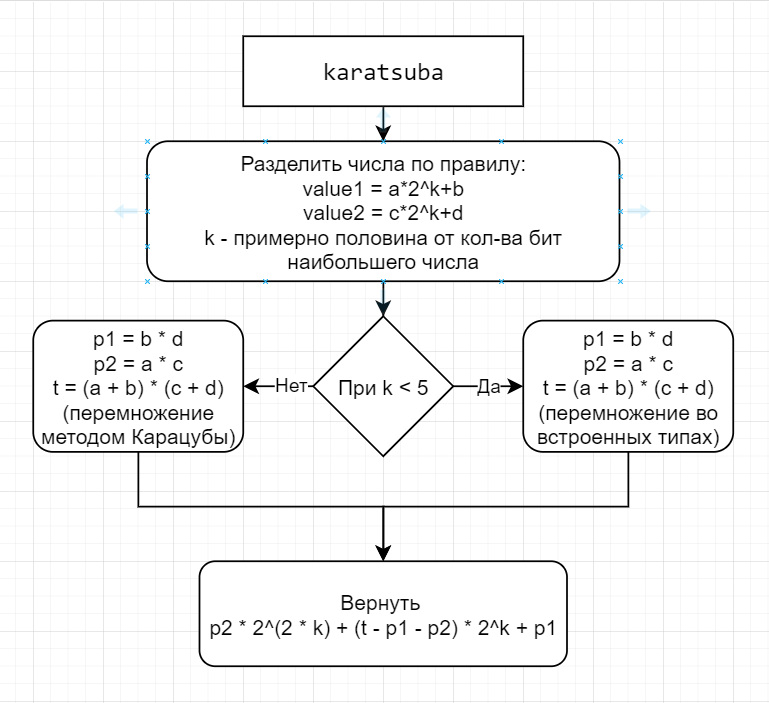 karatsuba
Разделить числа по правилу:
value1 = a*2^k+b
value2 = c*2^k+d
k - примерно половина от кол-ва бит
наибольшего числа
p1 = b * d
p2 = a * c
t = (a + b) * (c + d)
(перемножение
методом Карацубы)
Нет
При k < 5
Да
p1 = b * d
p2 = a * c
t = (a + b) * (c + d)
(перемножение во
встроенных типах)
Вернуть
p2 * 2^(2 * k) + (t - p1 - p2) * 2^k + p1